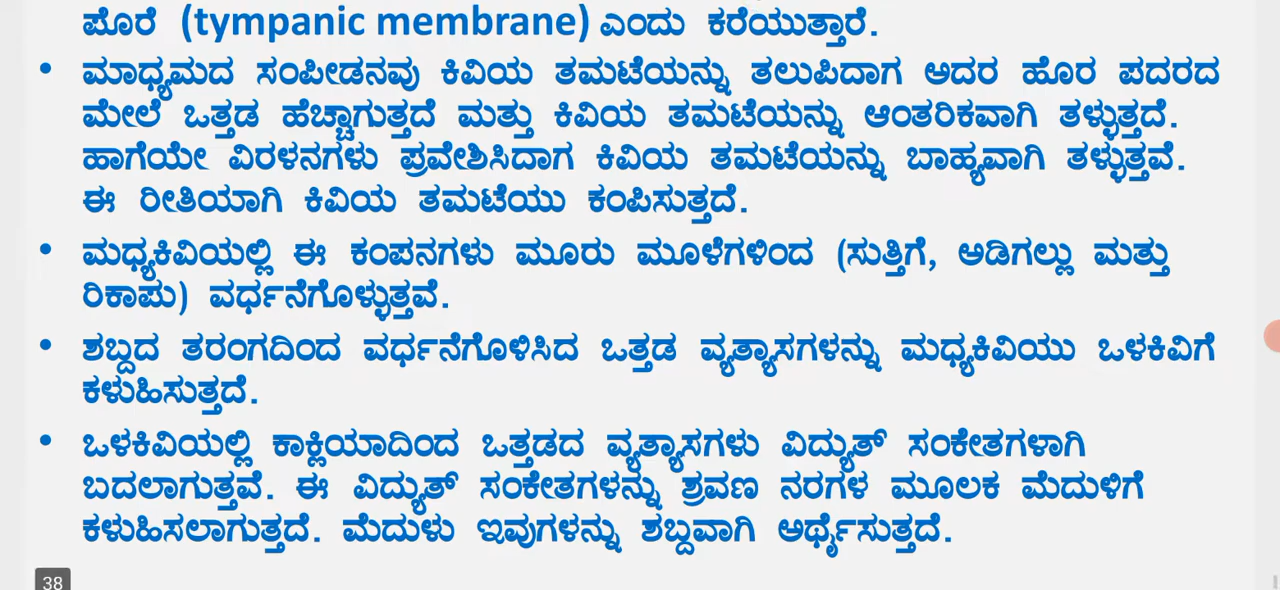 ಪೊರೆ (tympanic membrane) ಎಂದು ಕರೆಯುತ್ತಾರೆ.
• ಮಾಧ್ಯಮದ ಸಂಪೀಡನವು ಕಿವಿಯ ತಮಟೆಯನ್ನು ತಲುಪಿದಾಗ ಅದರ ಹೊರ ಪದರದ
ಮೇಲೆ ಒತ್ತಡ ಹೆಚ್ಚಾಗುತ್ತದೆ ಮತ್ತು ಕಿವಿಯ ತಮಟೆಯನ್ನು ಆಂತರಿಕವಾಗಿ ತಳ್ಳುತ್ತದೆ.
ಹಾಗೆಯೇ ವಿರಳನಗಳು ಪ್ರವೇಶಿಸಿದಾಗ ಕಿವಿಯ ತಮಟೆಯನ್ನು ಬಾಹ್ಯವಾಗಿ ತಳ್ಳುತ್ತವೆ.
ಈ ರೀತಿಯಾಗಿ ಕಿವಿಯ ತಮಟೆಯು ಕಂಪಿಸುತ್ತದೆ.
• ಮಧ್ಯಕಿವಿಯಲ್ಲಿ ಈ ಕಂಪನಗಳು ಮೂರು ಮೂಳೆಗಳಿಂದ (ಸುತ್ತಿಗೆ, ಅಡಿಗಲ್ಲು ಮತ್ತು
ರಿಕಾಪು) ವರ್ಧನೆಗೊಳ್ಳುತ್ತವೆ.
• ಶಬ್ದದ ತರಂಗದಿಂದ ವರ್ಧನೆಗೊಳಿಸಿದ ಒತ್ತಡ ವ್ಯತ್ಯಾಸಗಳನ್ನು ಮಧ್ಯಕಿವಿಯು ಒಳಕಿವಿಗೆ
ಕಳುಹಿಸುತ್ತದೆ.
• ಒಳಕಿವಿಯಲ್ಲಿ ಕಾಕ್ಲಿಯಾದಿಂದ ಒತ್ತಡದ ವ್ಯತ್ಯಾಸಗಳು ವಿದ್ಯುತ್ ಸಂಕೇತಗಳಾಗಿ
ಬದಲಾಗುತ್ತವೆ. ಈ ವಿದ್ಯುತ್ ಸಂಕೇತಗಳನ್ನು ಶ್ರವಣ ನರಗಳ ಮೂಲಕ ಮೆದುಳಿಗೆ
ಕಳುಹಿಸಲಾಗುತ್ತದೆ. ಮೆದುಳು ಇವುಗಳನ್ನು ಶಬ್ದವಾಗಿ ಅರ್ಥೈಸುತ್ತದೆ.
38